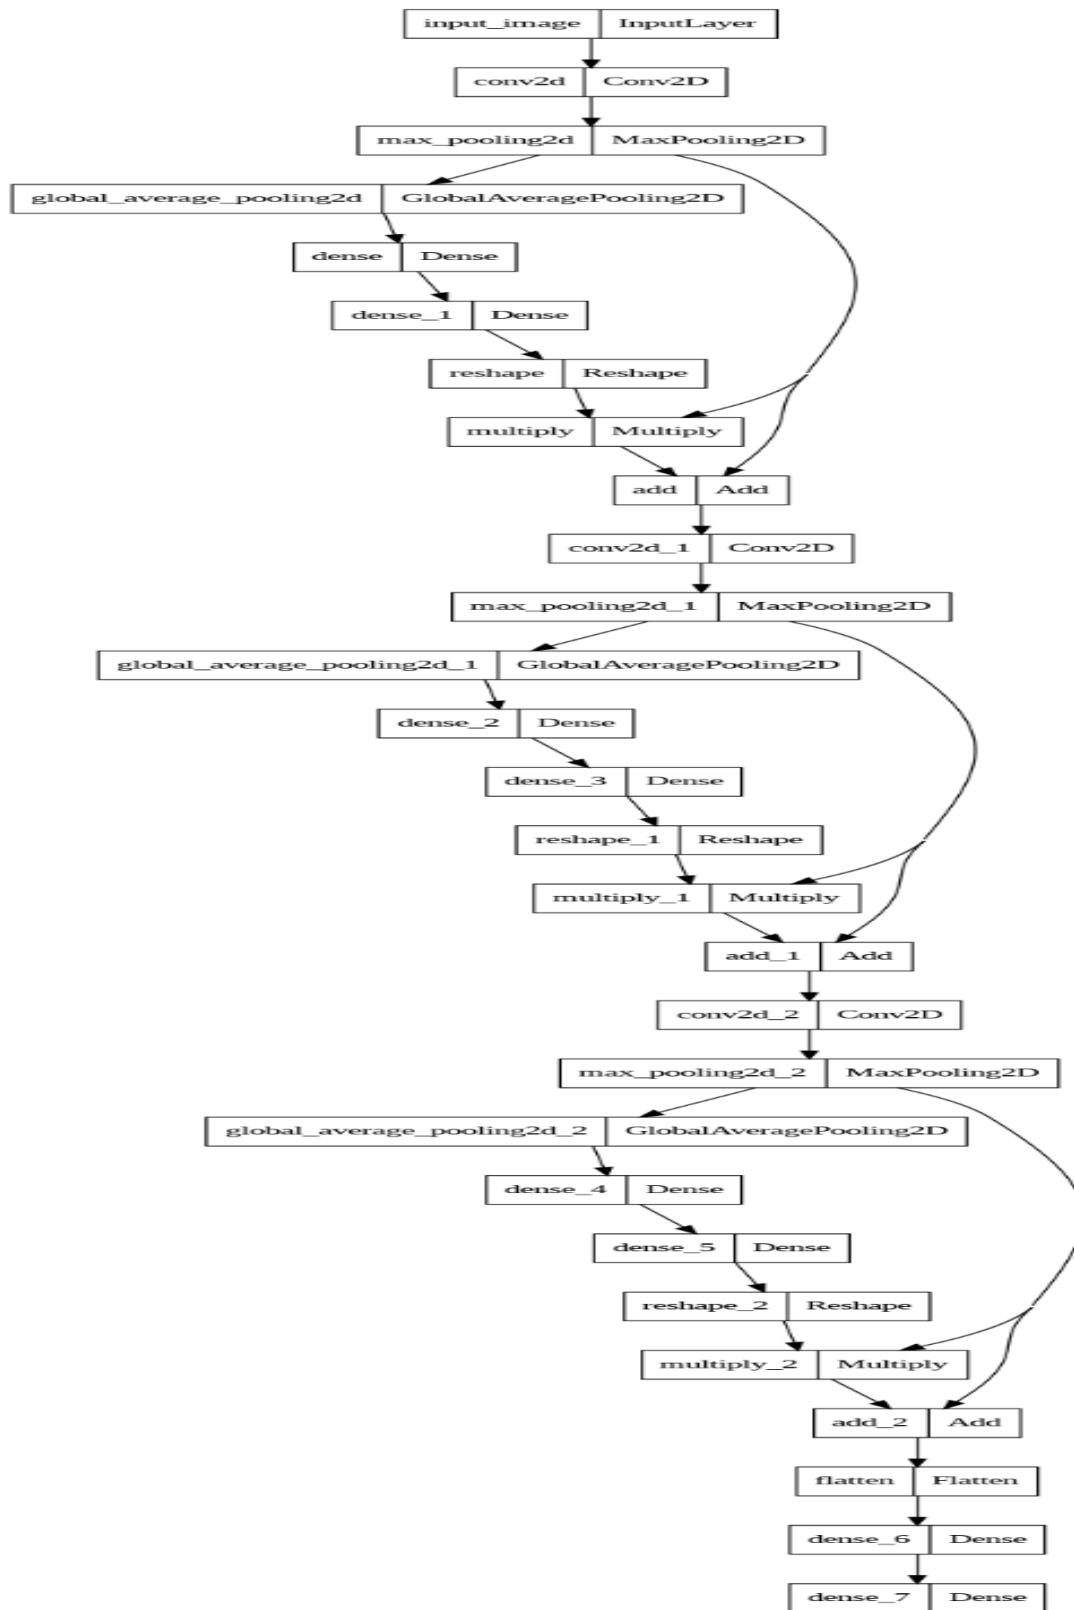 input_image InputLayer
conv2d Conv2D
max_pooling2d MaxPooling2D
global_average_pooling2d GlobalAveragePooling2D
dense Dense
dense_1 Dense
reshape Reshape
multiply Multiply
add Add
conv2d_1 Conv2D
max_pooling2d_1 MaxPooling2D
global_average_pooling2d_1 GlobalAveragePooling2D
dense_2 Dense
dense_3 Dense
reshape_1 Reshape
multiply_1 Multiply
add_1 Add
conv2d_2 Conv2D
max_pooling2d_2 MaxPooling2D
global_average_pooling2d_2 GlobalAveragePooling2D
dense_4 Dense
dense_5 Dense
reshape_2 Reshape
multiply_2 Multiply
add_2 Add
flatten Flatten
dense_6 Dense
dense_7 Dense